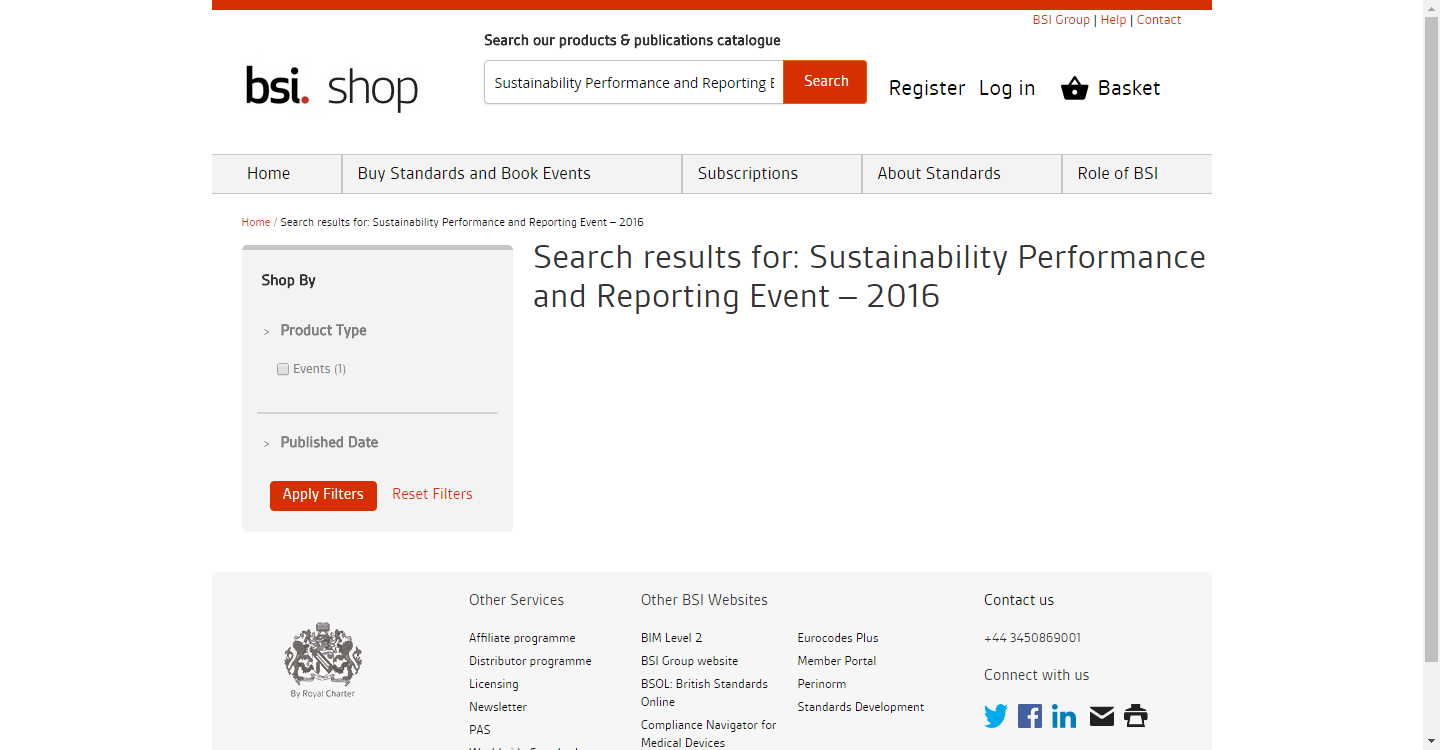 BSI Group | Help | Contact
Search our products & publications catalogue
bsi. shop
Sustainability Performance and Reporting E
Search
Register Log in Basket
Home Buy Standards and Book Events Subscriptions About Standards Role of BSI
Home / Search results for: Sustainability Performance and Reporting Event – 2016
Shop By
> Product Type
Events (1)
> Published Date
Apply Filters Reset Filters
Search results for: Sustainability Performance
and Reporting Event – 2016
By Royal Charter
Other Services
Affiliate programme
Distributor programme
Licensing
Newsletter
PAS
Other BSI Websites
BIM Level 2
BSI Group website
BSOL: British Standards
Online
Compliance Navigator for
Medical Devices
Eurocodes Plus
Member Portal
Perinorm
Standards Development
Contact us
+44 3450869001
Connect with us